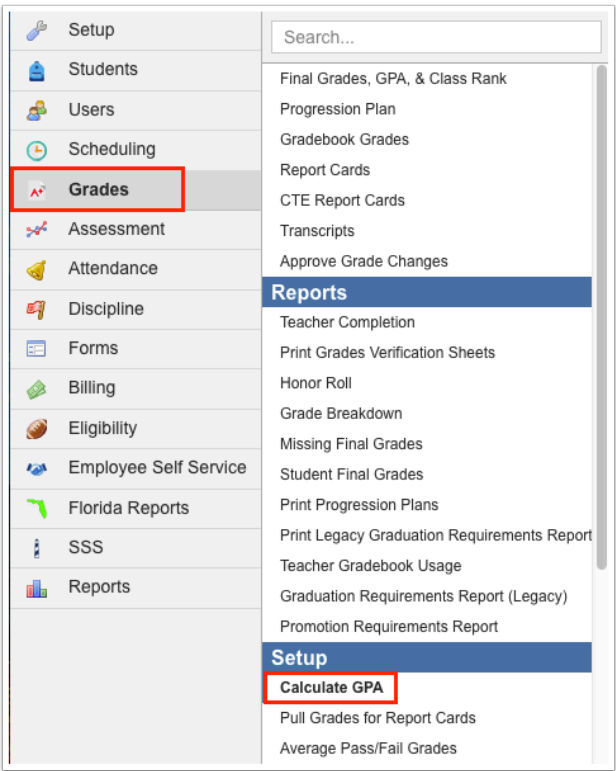 Setup
Students
Users
Scheduling
A+
Grades
Assessment
Attendance
Discipline
Forms
Billing
Eligibility
Employee Self Service
Florida Reports
SSS
Reports
Search...
Final Grades, GPA, & Class Rank
Progression Plan
Gradebook Grades
Report Cards
CTE Report Cards
Transcripts
Approve Grade Changes
Reports
Teacher Completion
Print Grades Verification Sheets
Honor Roll
Grade Breakdown
Missing Final Grades
Student Final Grades
Print Progression Plans
Print Legacy Graduation Requirements Report
Teacher Gradebook Usage
Graduation Requirements Report (Legacy)
Promotion Requirements Report
Setup
Calculate GPA
Pull Grades for Report Cards
Average Pass/Fail Grades